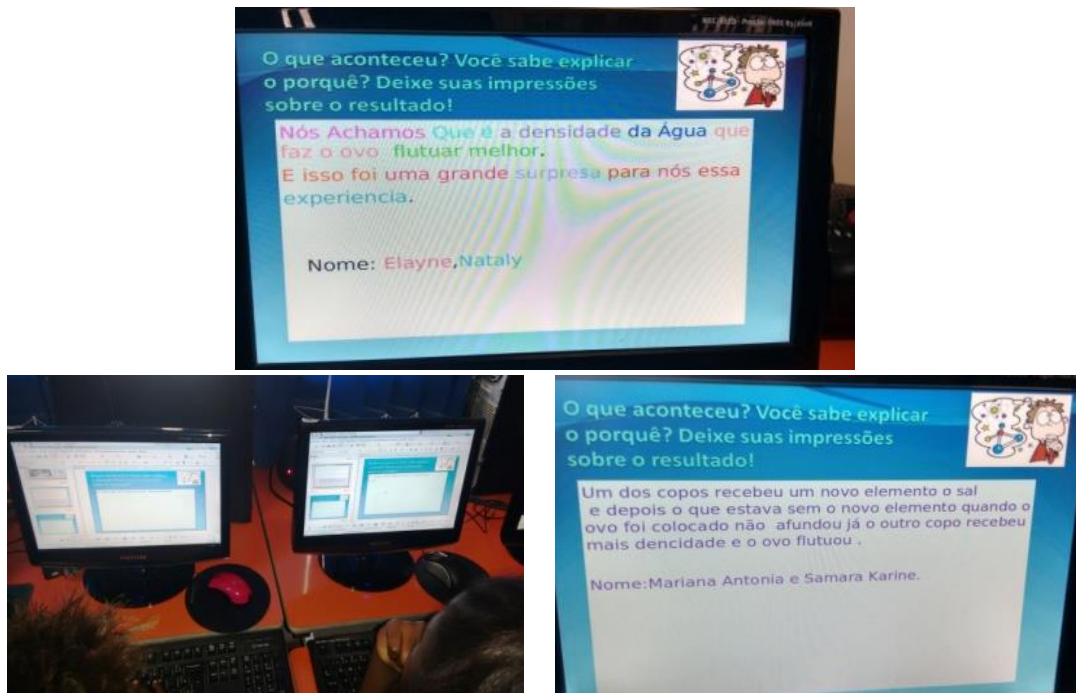 O que aconteceu? Você sabe explicar
o porquê? Deixe suas impressões
sobre o resultado!
Nós Achamos Que é a densidade da Água que
faz o ovo flutuar melhor.
E isso foi uma grande surpresa para nós essa
experiencia.
Nome: Elayne,Nataly
O que aconteceu? Você sabe explicar
o porquê? Deixe suas impressões
sobre o resultado!
Um dos copos recebeu um novo elemento o sal
e depois o que estava sem o novo elemento quando o
ovo foi colocado não afundou já o outro copo recebeu
mais dencidade e o ovo flutuou .
Nome:Mariana Antonia e Samara Karine.